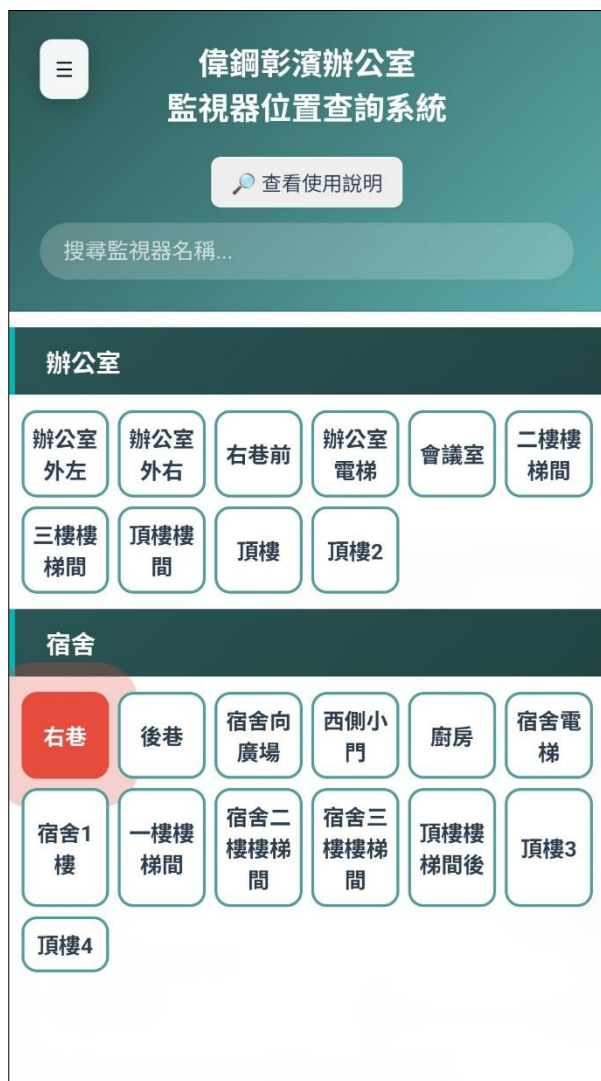 ☰
偉鋼彰濱辦公室
監視器位置查詢系統
🔎 查看使用說明
搜尋監視器名稱...
辦公室
辦公室
外左
辦公室
外右
右巷前
辦公室
電梯
會議室
二樓樓
梯間
三樓樓
梯間
頂樓樓
間
頂樓
頂樓2
宿舍
右巷
後巷
宿舍向
廣場
西側小
門
廚房
宿舍電
梯
宿舍1
樓
一樓樓
梯間
宿舍二
樓樓梯
間
宿舍三
樓樓梯
間
頂樓樓
梯間後
頂樓3
頂樓4